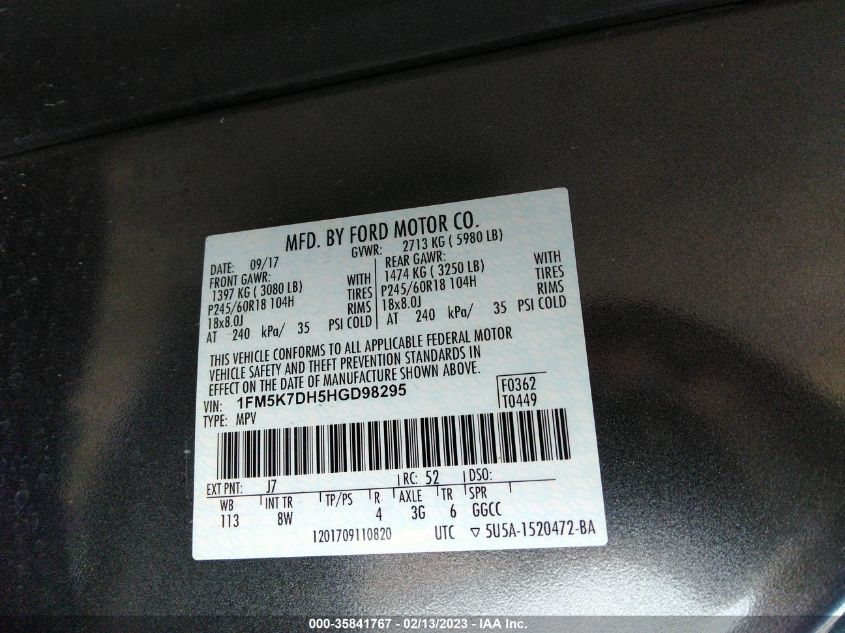 MFD. BY FORD MOTOR CO.
DATE: 09/17 GVWR: 2713 KG ( 5980 LB)
FRONT GAWR: REAR GAWR:
1397 KG ( 3080 LB) WITH 1474 KG ( 3250 LB) WITH
P245/60R18 104H TIRES P245/60R18 104H TIRES
18x8.0J RIMS 18x8.0J RIMS
AT 240 kPa/ 35 PSI COLD AT 240 kPa/ 35 PSI COLD
THIS VEHICLE CONFORMS TO ALL APPLICABLE FEDERAL MOTOR
VEHICLE SAFETY AND THEFT PREVENTION STANDARDS IN
EFFECT ON THE DATE OF MANUFACTURE SHOWN ABOVE.
VIN: 1FM5K7DH5HGD98295 F0362
TYPE: MPV T0449
EXT PNT: J7 RC: 52 DSO:
WB INT TR TP/PS R AXLE TR SPR
113 8W 4 3G 6 GGCC
1201709110820 UTC ▽ 5U5A-1520472-BA
000-35841767 - 02/13/2023 - IAA Inc.